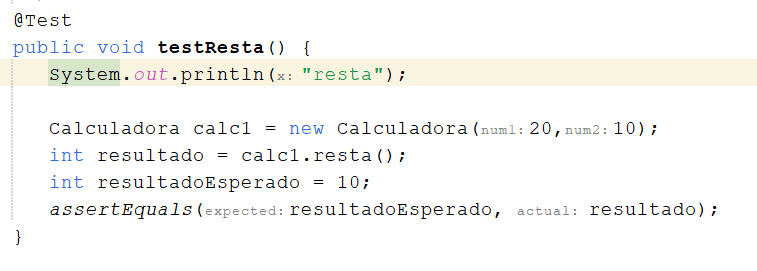 @Test
public void testResta() {
System.out.println(x: "resta");
Calculadora calc1 = new Calculadora(num1: 20,num2: 10);
int resultado = calc1.resta();
int resultadoEsperado = 10;
assertEquals(expected: resultadoEsperado, actual: resultado);
}